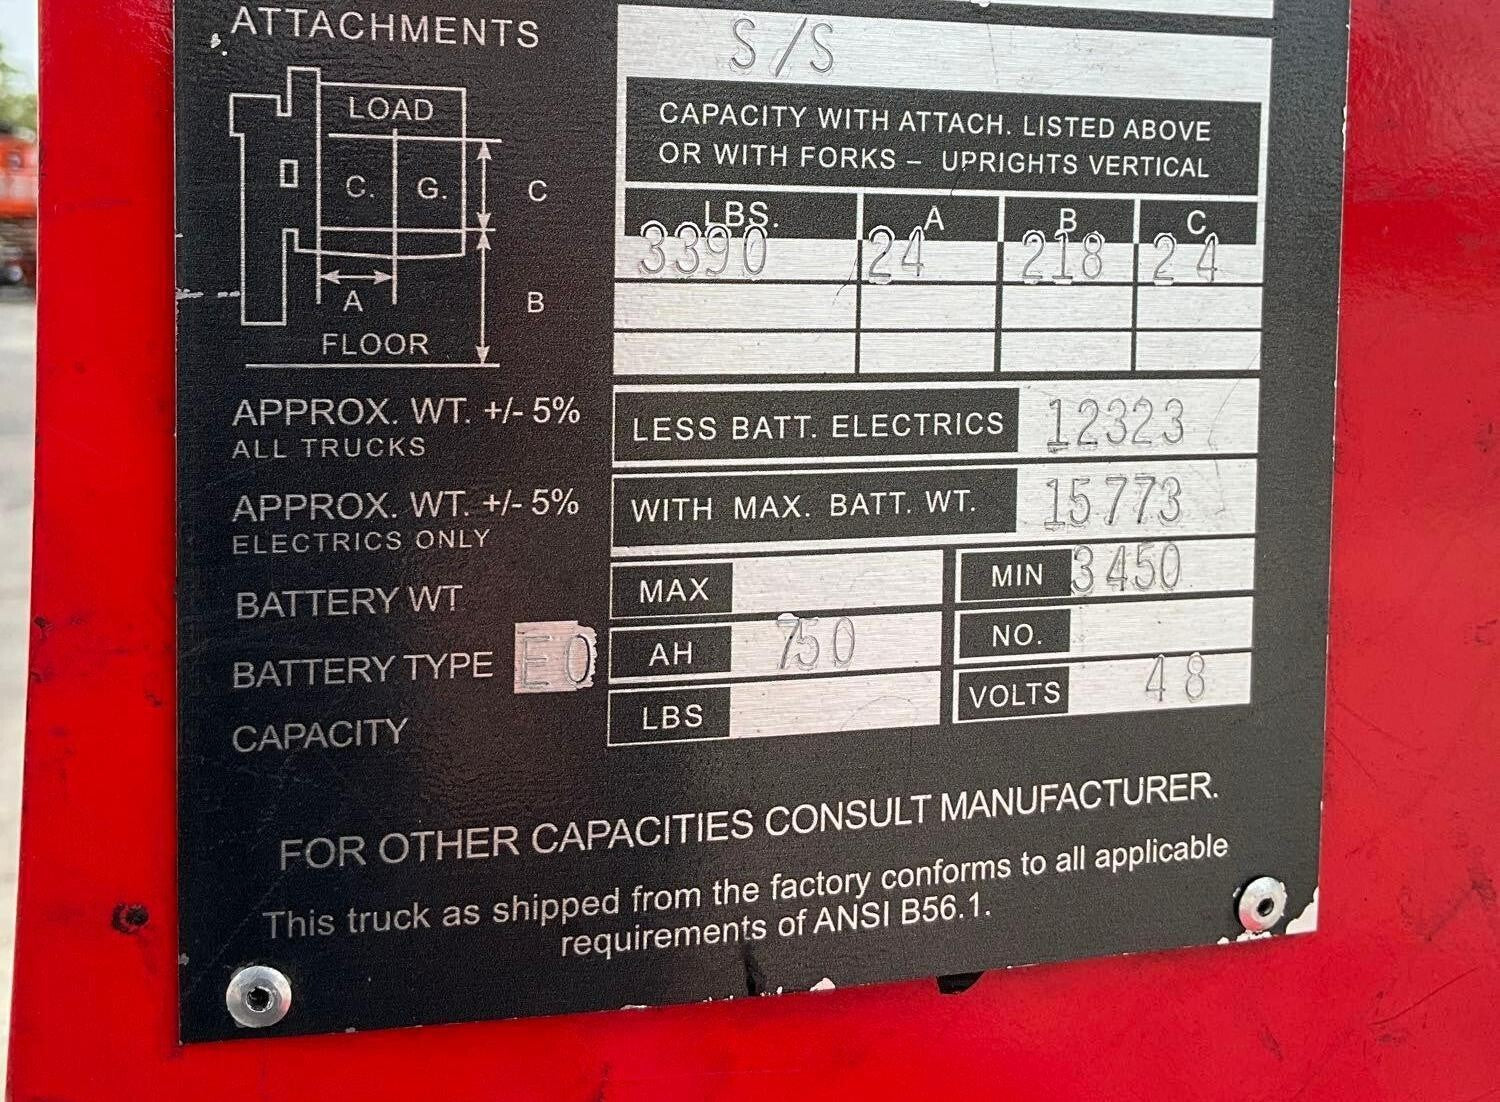 ATTACHMENTS
S/S
LOAD
C. G.
C
A
B
FLOOR
CAPACITY WITH ATTACH. LISTED ABOVE
OR WITH FORKS – UPRIGHTS VERTICAL
LBS. A B C
3390 24 218 24
APPROX. WT. +/- 5%
ALL TRUCKS
LESS BATT. ELECTRICS 12323
APPROX. WT. +/- 5%
ELECTRICS ONLY
WITH MAX. BATT. WT. 15773
BATTERY WT MAX MIN 3450
BATTERY TYPE EO AH 750 NO.
CAPACITY LBS VOLTS 48
FOR OTHER CAPACITIES CONSULT MANUFACTURER.
This truck as shipped from the factory conforms to all applicable
requirements of ANSI B56.1.